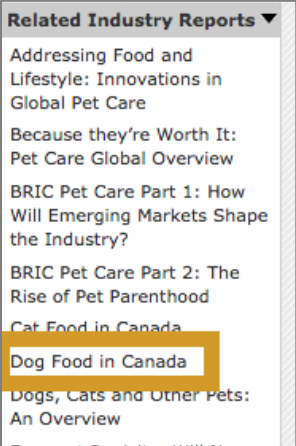 Related Industry Reports ▼
Addressing Food and
Lifestyle: Innovations in
Global Pet Care
Because they're Worth It:
Pet Care Global Overview
BRIC Pet Care Part 1: How
Will Emerging Markets Shape
the Industry?
BRIC Pet Care Part 2: The
Rise of Pet Parenthood
Cat Food in Canada
Dog Food in Canada
Dogs, Cats and Other Pets:
An Overview